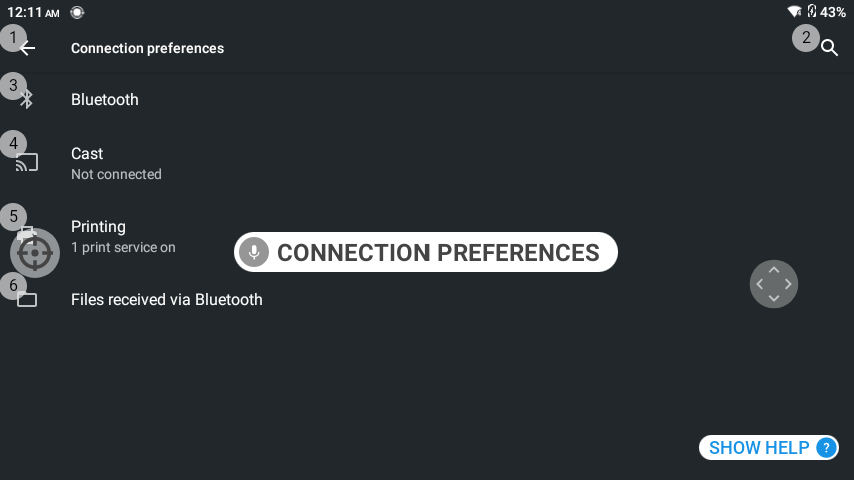 12:11 AM
43%
1
Connection preferences
2
3
Bluetooth
4
Cast
Not connected
5
Printing
1 print service on
CONNECTION PREFERENCES
6
Files received via Bluetooth
SHOW HELP ?